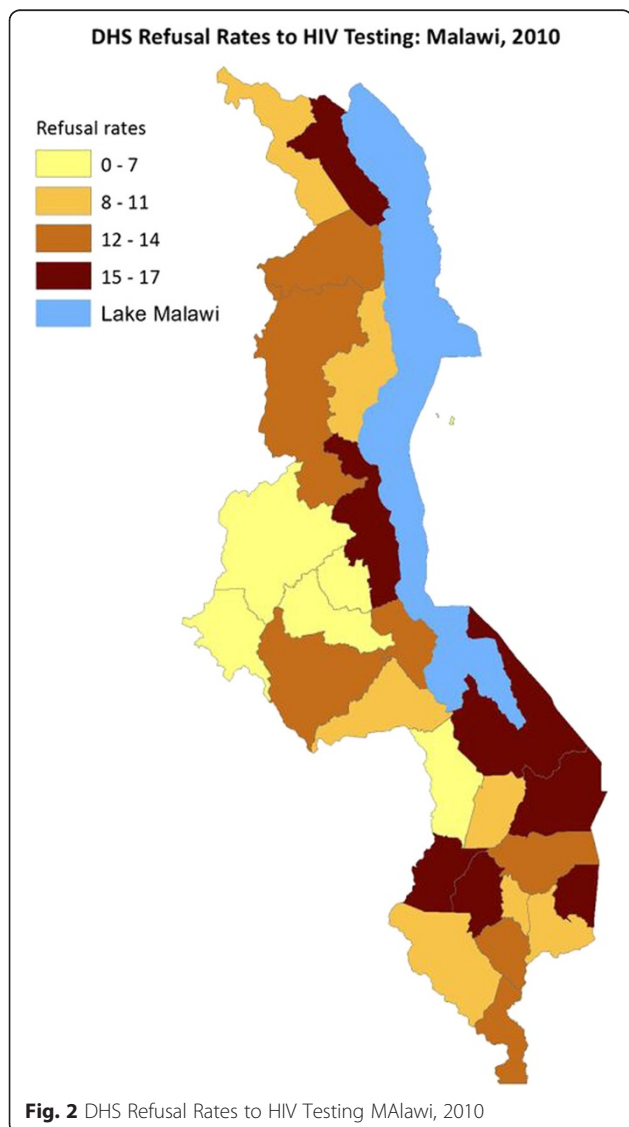 DHS Refusal Rates to HIV Testing: Malawi, 2010
Refusal rates
0 - 7
8 - 11
12 - 14
15 - 17
Lake Malawi
Fig. 2 DHS Refusal Rates to HIV Testing MAlawi, 2010